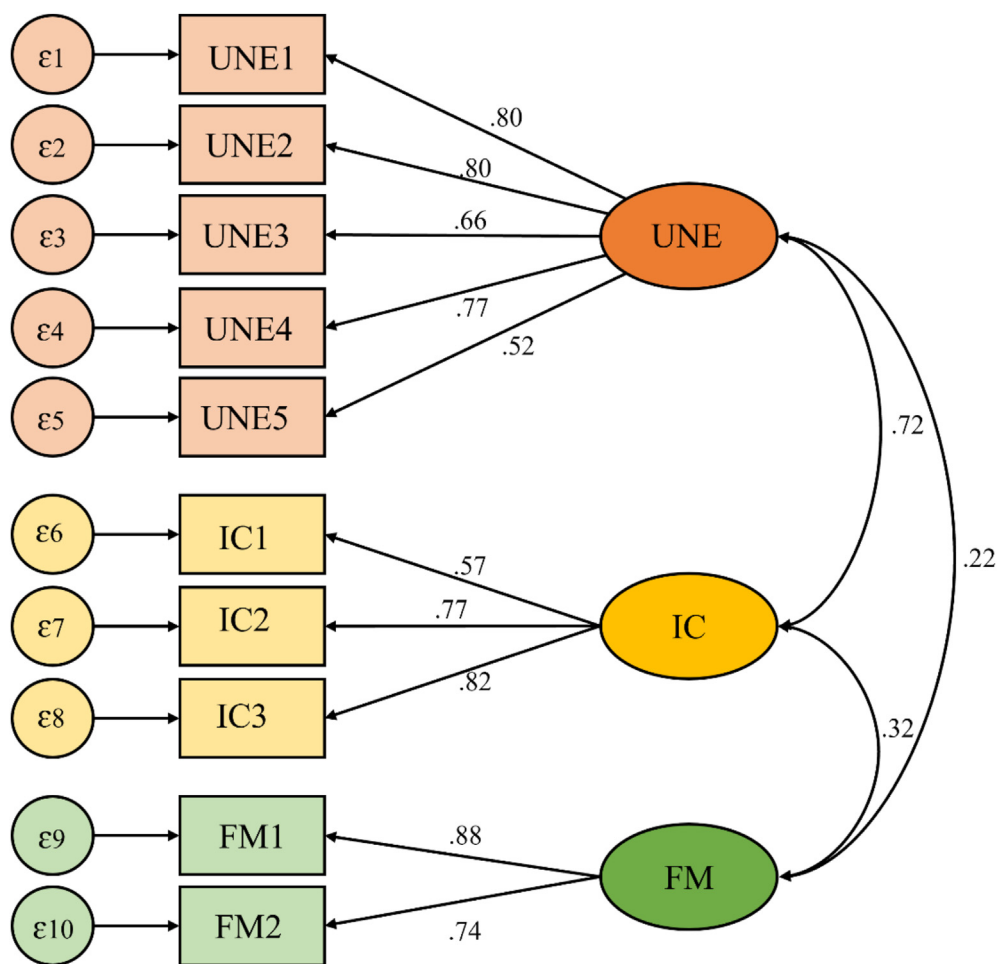 ε1
UNE1
.80
ε2
UNE2
.80
ε3
UNE3
.66
UNE
ε4
UNE4
.77
ε5
UNE5
.52
.72
ε6
IC1
.57
.22
ε7
IC2
.77
IC
ε8
IC3
.82
.32
ε9
FM1
.88
FM
ε10
FM2
.74